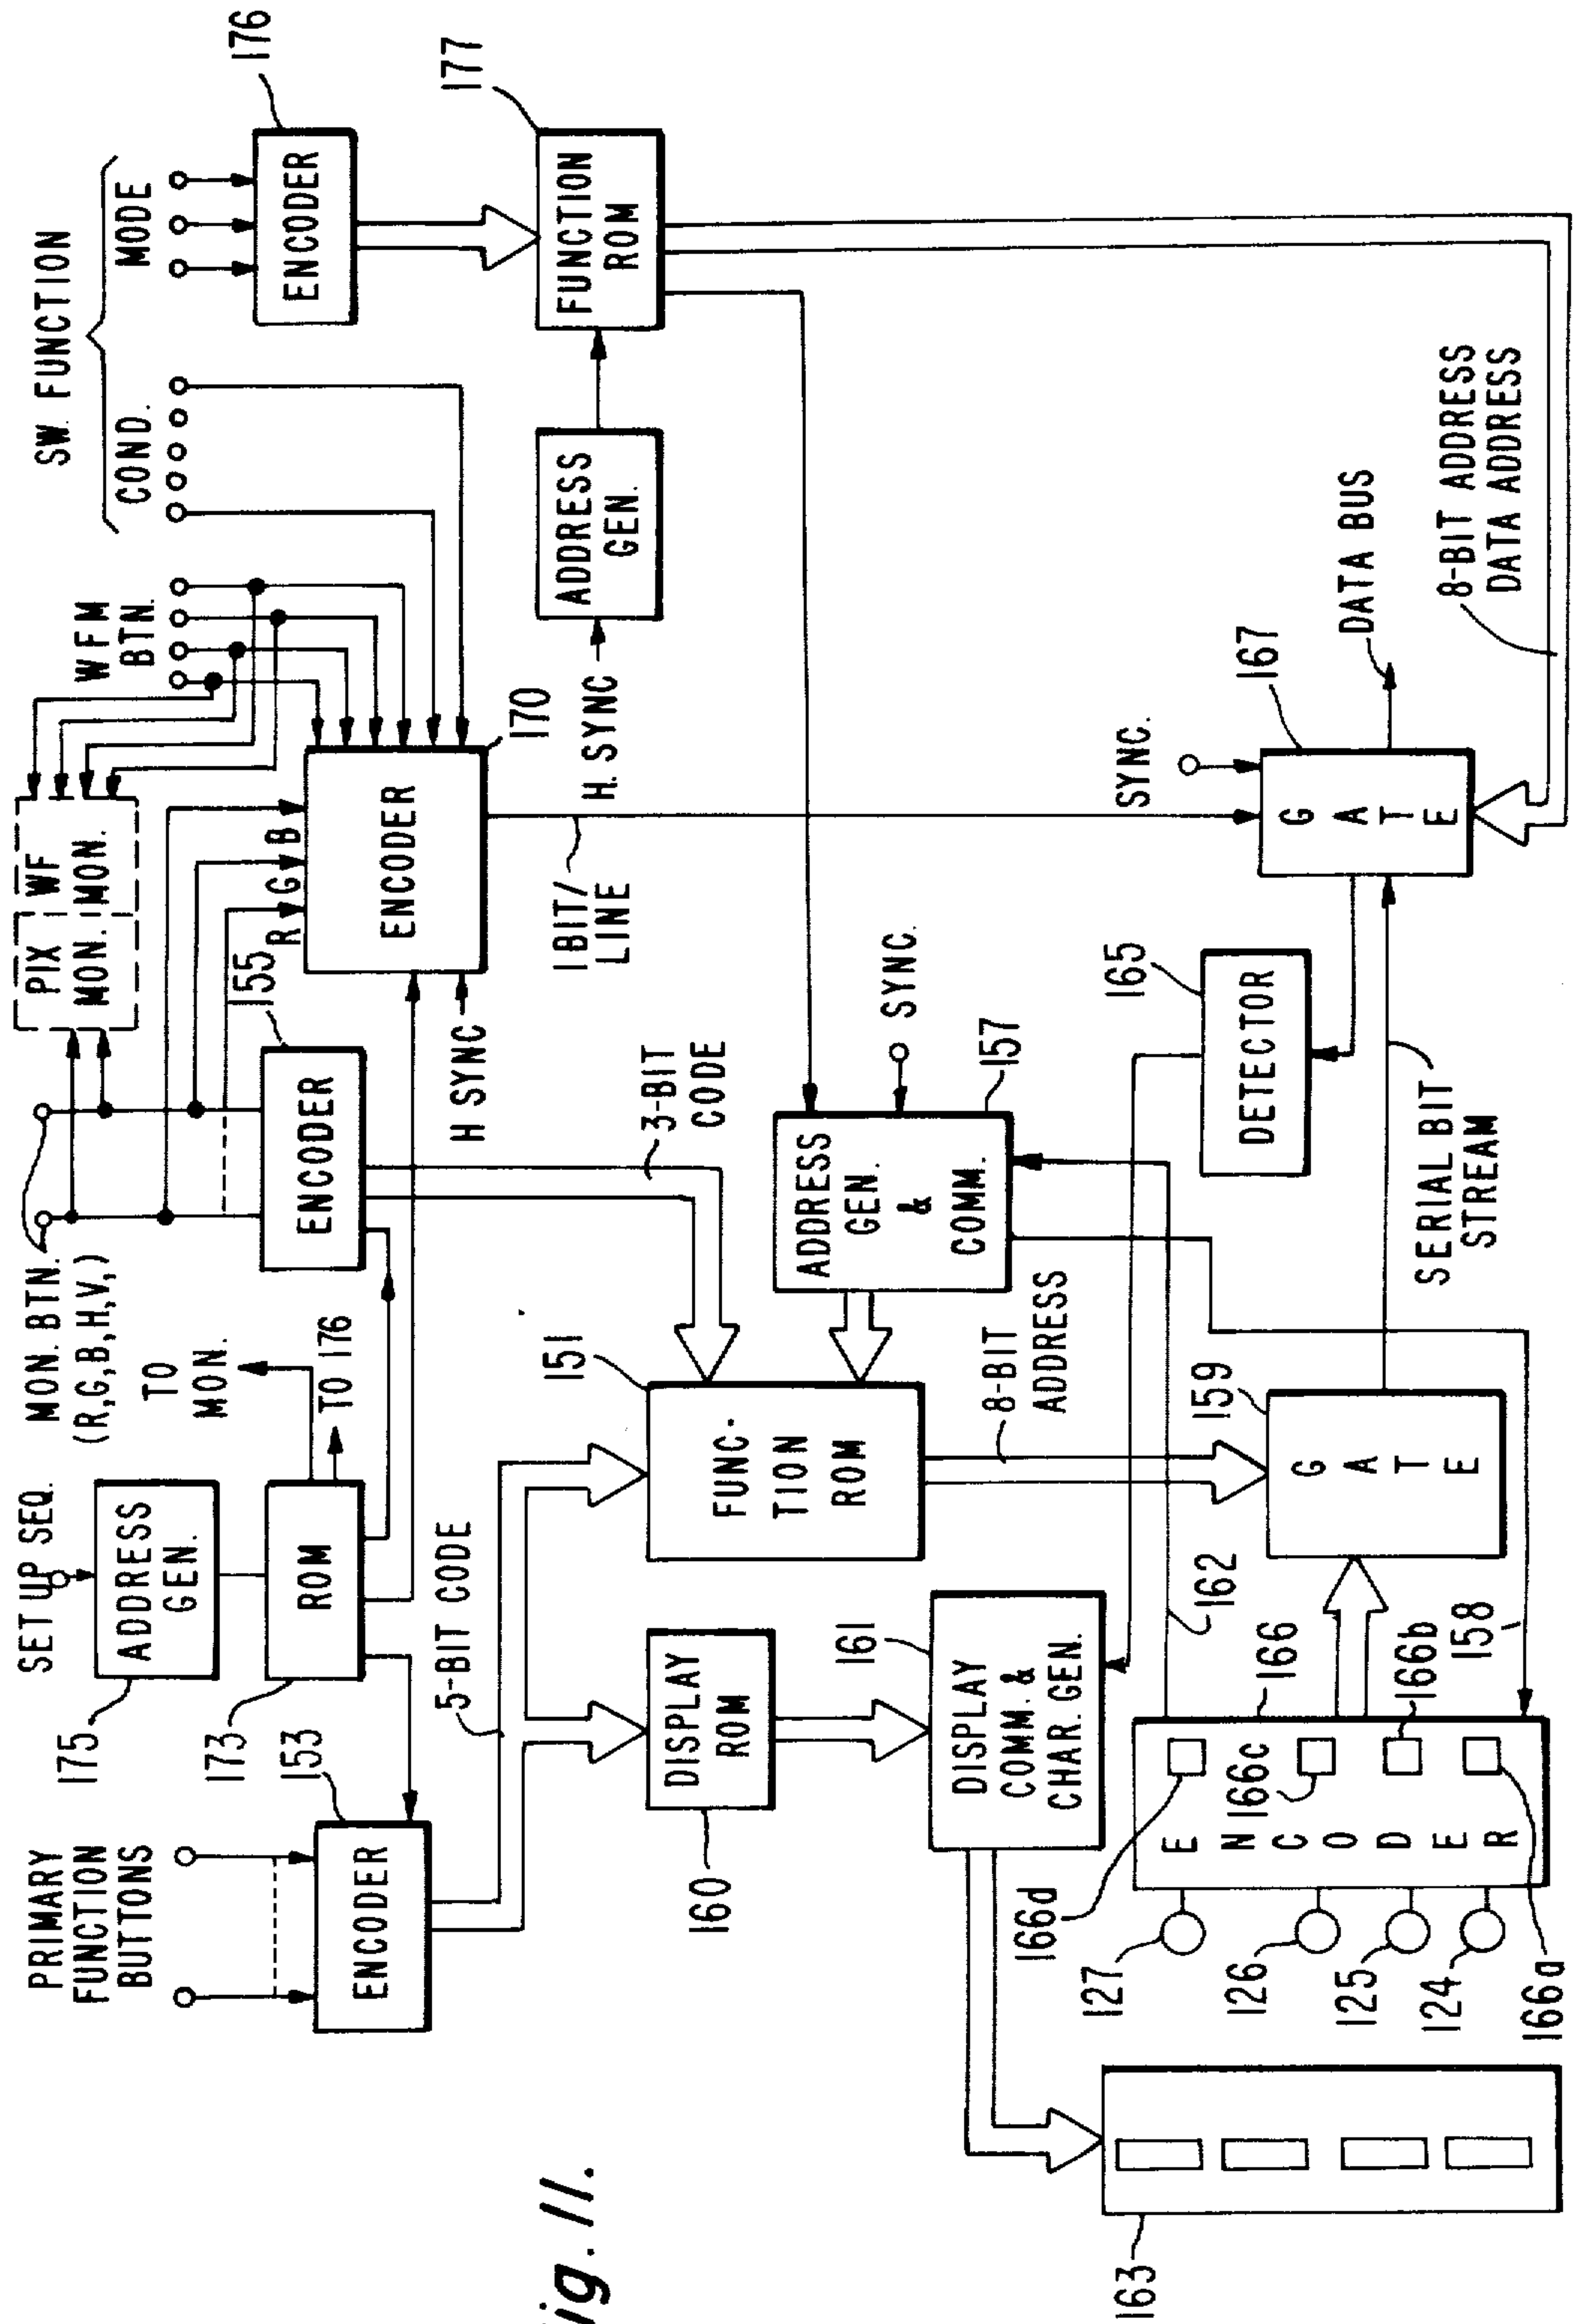 SW. FUNCTION
COND.
MODE
176
ENCODER
177
FUNCTION
ROM
ADDRESS
GEN.
H. SYNC
WFM
BTN.
PIX
MON.
WF
MON.
R
G
B
ENCODER
170
H SYNC
1BIT/
LINE
MON. BTN.
(R,G,B,H,V,)
155
ENCODER
3-BIT
CODE
SET UP SEQ.
ADDRESS
GEN.
175
ROM
173
TO
MON.
TO 176
PRIMARY
FUNCTION
BUTTONS
153
ENCODER
5-BIT CODE
151
FUNC-
TION
ROM
DISPLAY
ROM
160
ADDRESS
GEN.
&
COMM.
157
SYNC.
8-BIT
ADDRESS
161
DISPLAY
COMM. &
CHAR. GEN.
165
DETECTOR
SYNC.
167
GATE
DATA BUS
8-BIT ADDRESS
DATA ADDRESS
SERIAL BIT
STREAM
159
GATE
162
158
166
ENCODER
166d
166c
166b
166a
127
126
125
124
163
ig. 11.